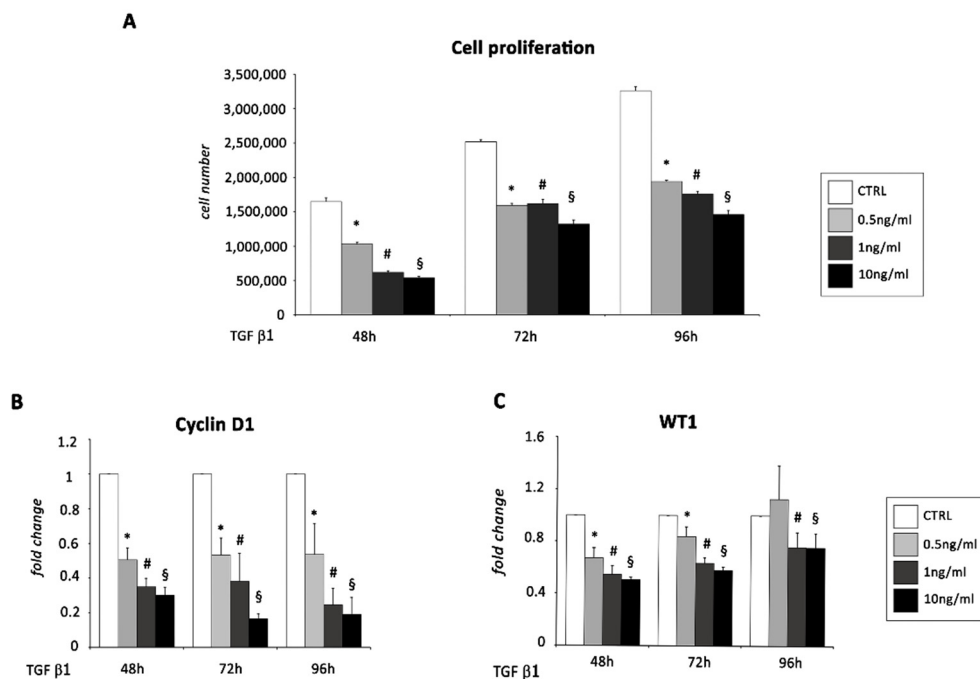 A
Cell proliferation
3,500,000
3,000,000
2,500,000
2,000,000
1,500,000
1,000,000
500,000
0
cell number
* # §
* # §
* # §
TGF β1 48h 72h 96h
CTRL
0.5ng/ml
1ng/ml
10ng/ml
B
Cyclin D1
1.2
1
0.8
0.6
0.4
0.2
0
fold change
* # §
* # §
* # §
TGF β1 48h 72h 96h
C
WT1
1.6
1.2
0.8
0.4
0
fold change
* # §
* # §
# §
TGF β1 48h 72h 96h
CTRL
0.5ng/ml
1ng/ml
10ng/ml